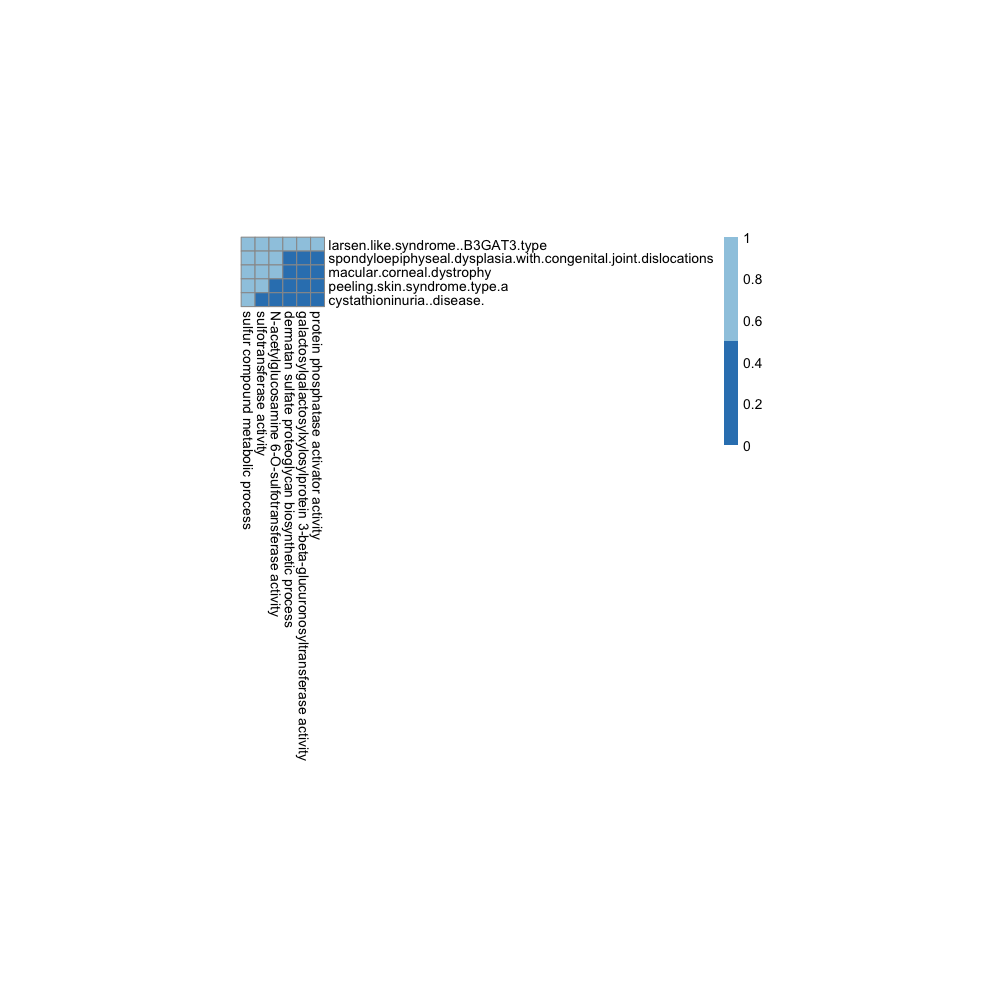 larsen.like.syndrome..B3GAT3.type
spondyloepiphyseal.dysplasia.with.congenital.joint.dislocations
macular.corneal.dystrophy
peeling.skin.syndrome.type.a
cystathioninuria..disease.
sulfur compound metabolic process
sulfotransferase activity
N-acetylglucosamine 6-O-sulfotransferase activity
dermatan sulfate proteoglycan biosynthetic process
galactosylgalactosylxylosylprotein 3-beta-glucuronosyltransferase activity
protein phosphatase activator activity
1
0.8
0.6
0.4
0.2
0